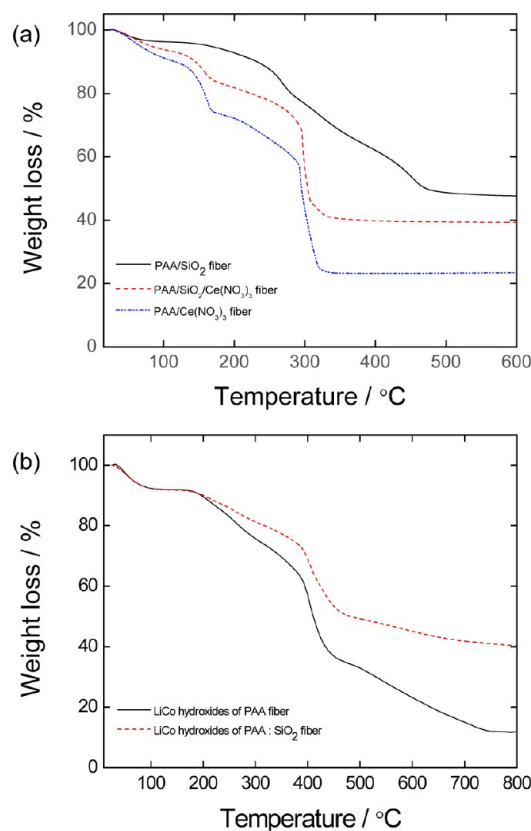 (a)
100
80
60
40
20
0
Weight loss / %
PAA/SiO₂ fiber
PAA/SiO₂/Ce(NO₃)₃ fiber
PAA/Ce(NO₃)₃ fiber
100 200 300 400 500 600
Temperature / °C
(b)
100
80
60
40
20
0
Weight loss / %
LiCo hydroxides of PAA fiber
LiCo hydroxides of PAA : SiO₂ fiber
100 200 300 400 500 600 700 800
Temperature / °C